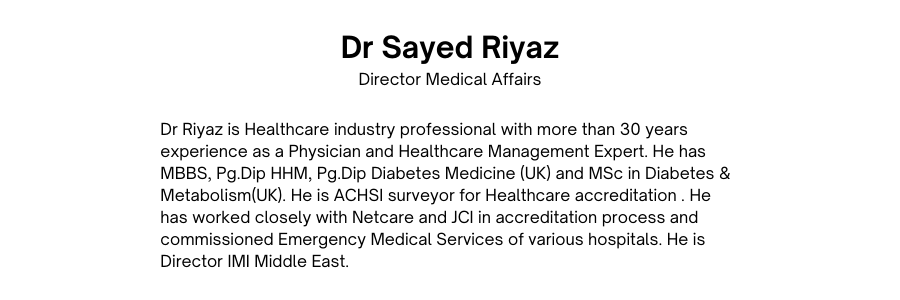 Dr Sayed Riyaz
Director Medical Affairs
Dr Riyaz is Healthcare industry professional with more than 30 years
experience as a Physician and Healthcare Management Expert. He has
MBBS, Pg.Dip HHM, Pg.Dip Diabetes Medicine (UK) and MSc in Diabetes &
Metabolism(UK). He is ACHSI surveyor for Healthcare accreditation . He
has worked closely with Netcare and JCI in accreditation process and
commissioned Emergency Medical Services of various hospitals. He is
Director IMI Middle East.